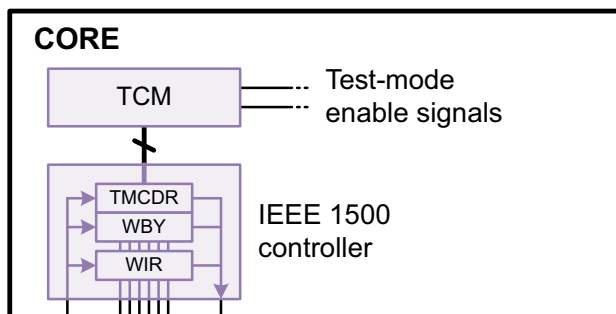 CORE
TCM
Test-mode
enable signals
TMCDR
WBY
WIR
IEEE 1500
controller